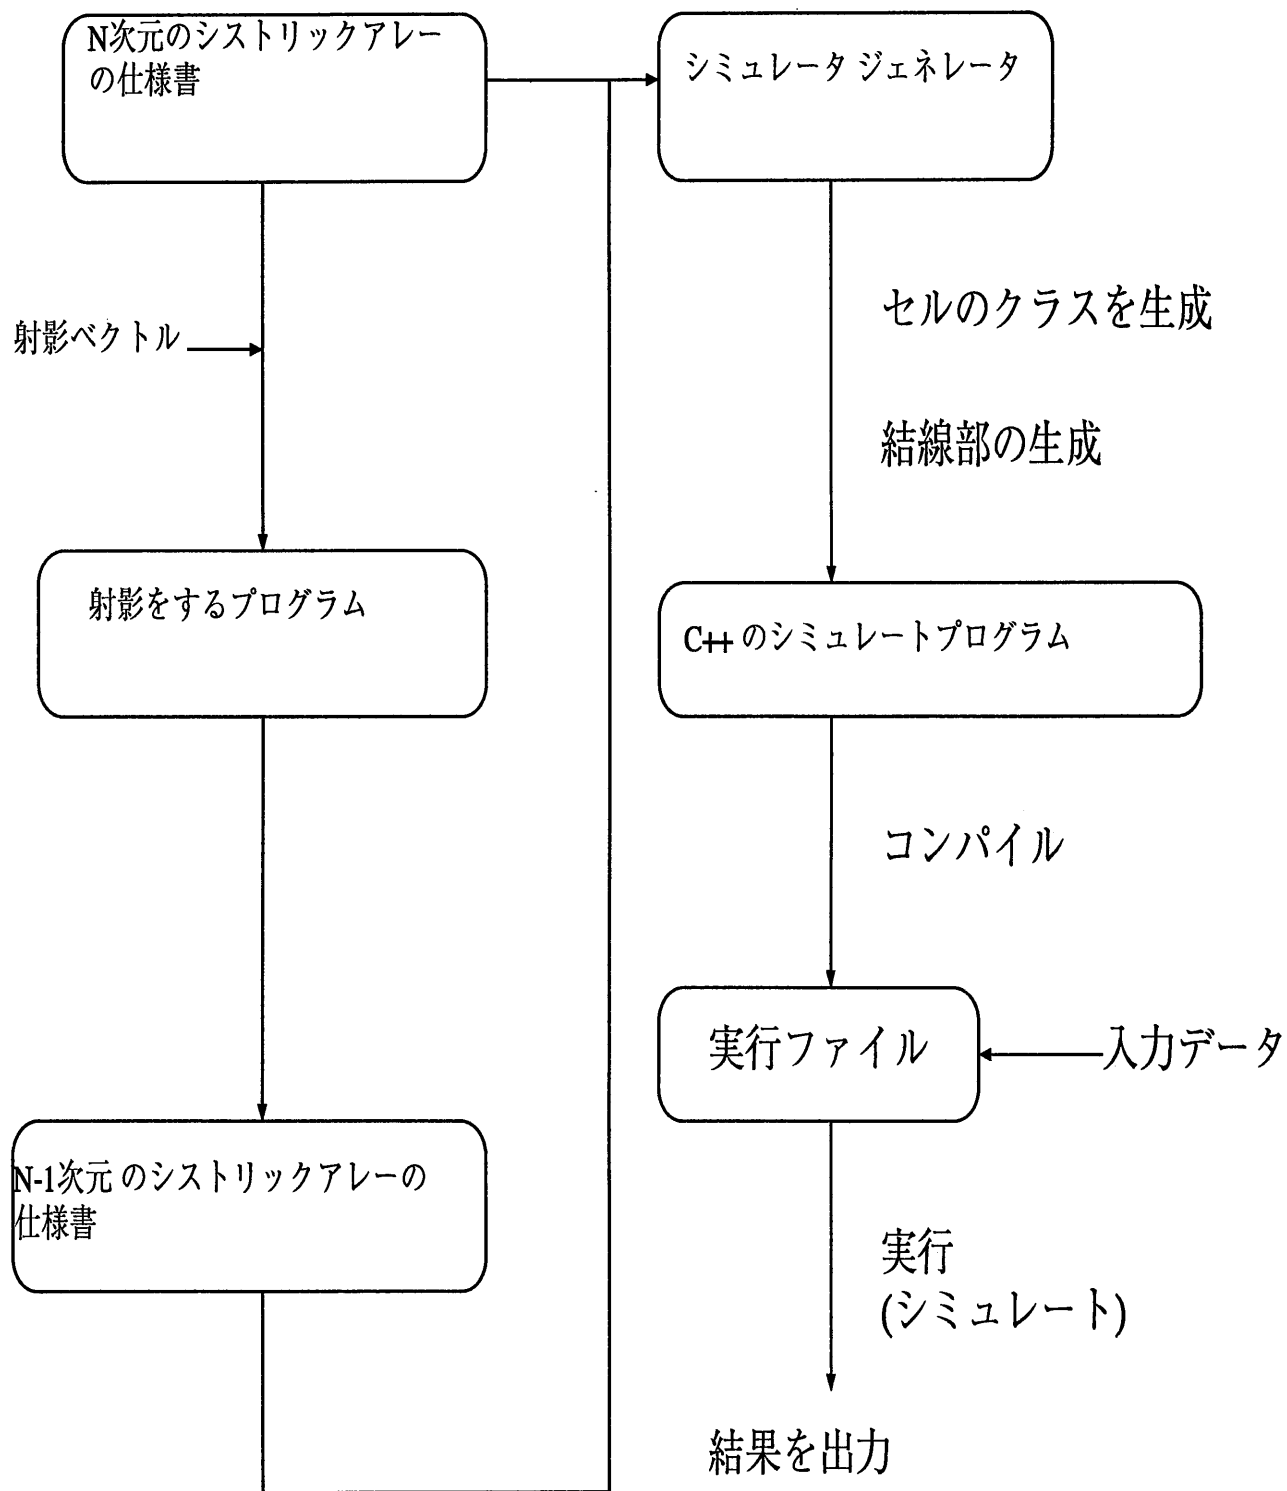 N次元のシストリックアレー
の仕様書
シミュレータ ジェネレータ
セルのクラスを生成
射影ベクトル
結線部の生成
射影をするプログラム
C++ のシミュレートプログラム
コンパイル
実行ファイル
入力データ
N-1次元 のシストリックアレーの
仕様書
実行
(シミュレート)
結果を出力